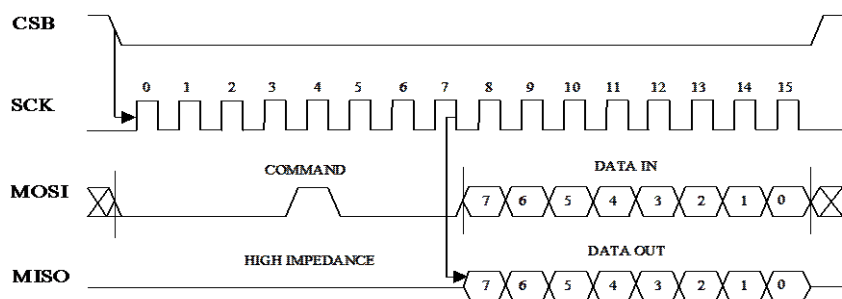 CSB
0 1 2 3 4 5 6 7 8 9 10 11 12 13 14 15
SCK
COMMAND DATA IN
MOSI 7 6 5 4 3 2 1 0
HIGH IMPEDANCE DATA OUT
MISO 7 6 5 4 3 2 1 0